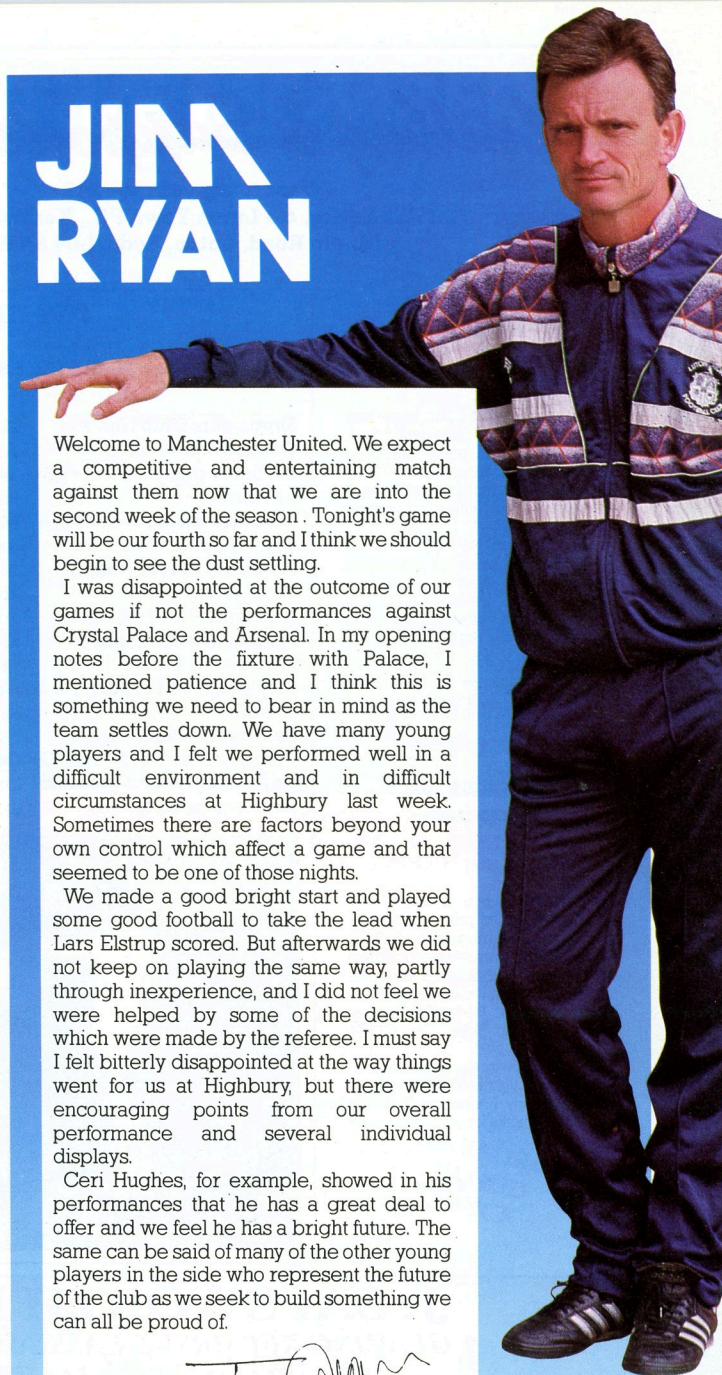 JIM
RYAN
Welcome to Manchester United. We expect
a competitive and entertaining match
against them now that we are into the
second week of the season . Tonight's game
will be our fourth so far and I think we should
begin to see the dust settling.
I was disappointed at the outcome of our
games if not the performances against
Crystal Palace and Arsenal. In my opening
notes before the fixture with Palace, I
mentioned patience and I think this is
something we need to bear in mind as the
team settles down. We have many young
players and I felt we performed well in a
difficult environment and in difficult
circumstances at Highbury last week.
Sometimes there are factors beyond your
own control which affect a game and that
seemed to be one of those nights.
We made a good bright start and played
some good football to take the lead when
Lars Elstrup scored. But afterwards we did
not keep on playing the same way, partly
through inexperience, and I did not feel we
were helped by some of the decisions
which were made by the referee. I must say
I felt bitterly disappointed at the way things
went for us at Highbury, but there were
encouraging points from our overall
performance and several individual
displays.
Ceri Hughes, for example, showed in his
performances that he has a great deal to
offer and we feel he has a bright future. The
same can be said of many of the other young
players in the side who represent the future
of the club as we seek to build something we
can all be proud of.